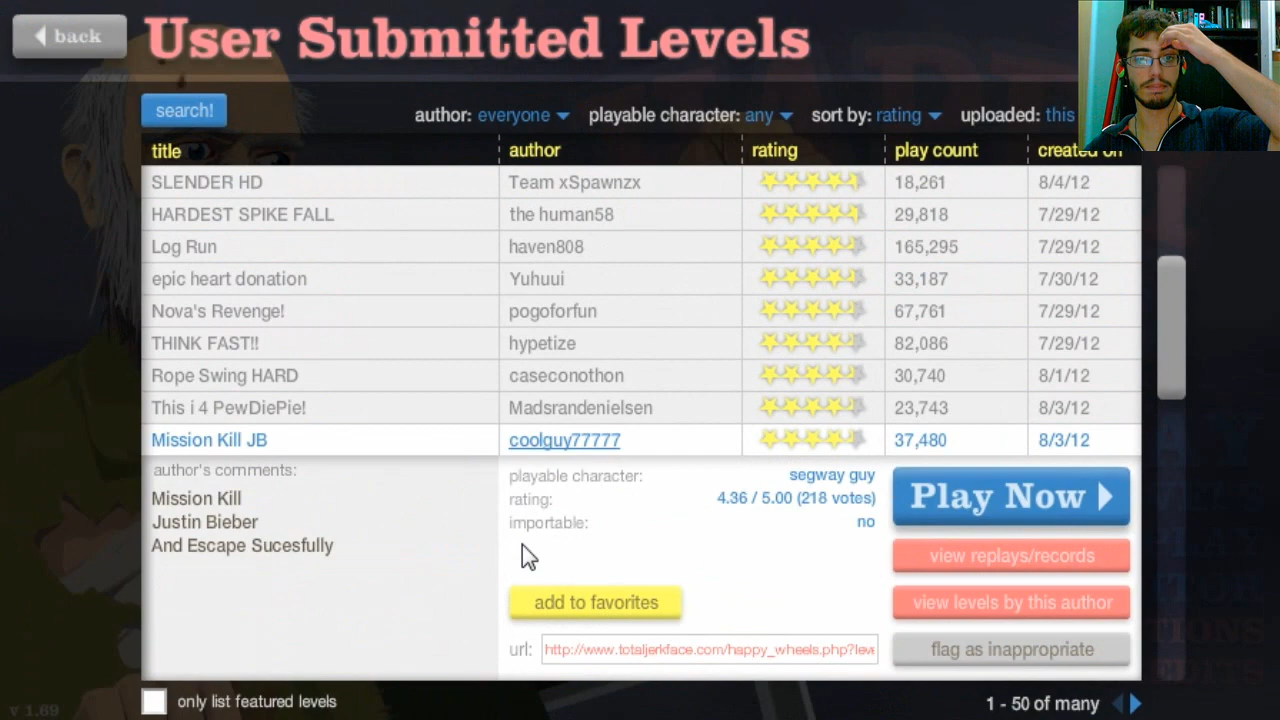 back
User Submitted Levels
search!
author: everyone playable character: any sort by: rating uploaded: this
title author rating play count created on
SLENDER HD Team xSpawnzx 18,261 8/4/12
HARDEST SPIKE FALL the human58 29,818 7/29/12
Log Run haven808 165,295 7/29/12
epic heart donation Yuhuui 33,187 7/30/12
Nova's Revenge! pogoforfun 67,761 7/29/12
THINK FAST!! hypetize 82,086 7/29/12
Rope Swing HARD caseconothon 30,740 8/1/12
This i 4 PewDiePie! Madsrandenielsen 23,743 8/3/12
Mission Kill JB coolguy77777 37,480 8/3/12
author's comments:
Mission Kill
Justin Bieber
And Escape Sucesfully
playable character: segway guy
rating: 4.36 / 5.00 (218 votes)
importable: no
add to favorites
url: http://www.totaljerkface.com/happy_wheels.php?leve
Play Now
view replays/records
view levels by this author
flag as inappropriate
only list featured levels
1 - 50 of many
v 1.69